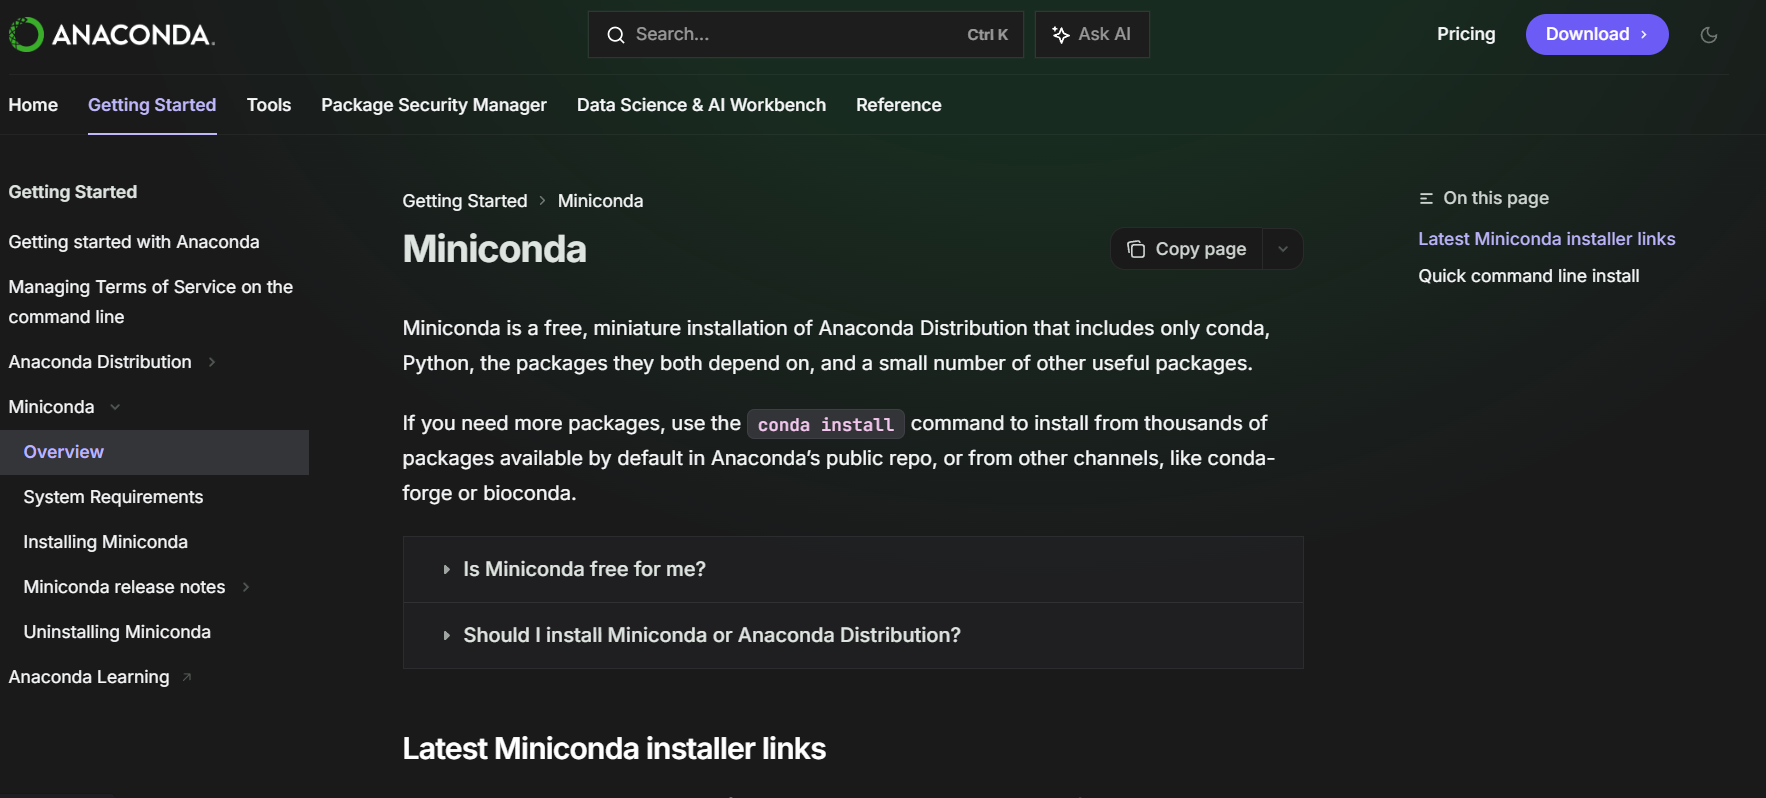 ANACONDA.
Search...
Ctrl K
Ask AI
Pricing
Download
Home
Getting Started
Tools
Package Security Manager
Data Science & AI Workbench
Reference
Getting Started
Getting started with Anaconda
Managing Terms of Service on the
command line
Anaconda Distribution
Miniconda
Overview
System Requirements
Installing Miniconda
Miniconda release notes
Uninstalling Miniconda
Anaconda Learning
Getting Started
Miniconda
Miniconda
Copy page
Miniconda is a free, miniature installation of Anaconda Distribution that includes only conda,
Python, the packages they both depend on, and a small number of other useful packages.
If you need more packages, use the conda install command to install from thousands of
packages available by default in Anaconda’s public repo, or from other channels, like conda-
forge or bioconda.
Is Miniconda free for me?
Should I install Miniconda or Anaconda Distribution?
Latest Miniconda installer links
On this page
Latest Miniconda installer links
Quick command line install